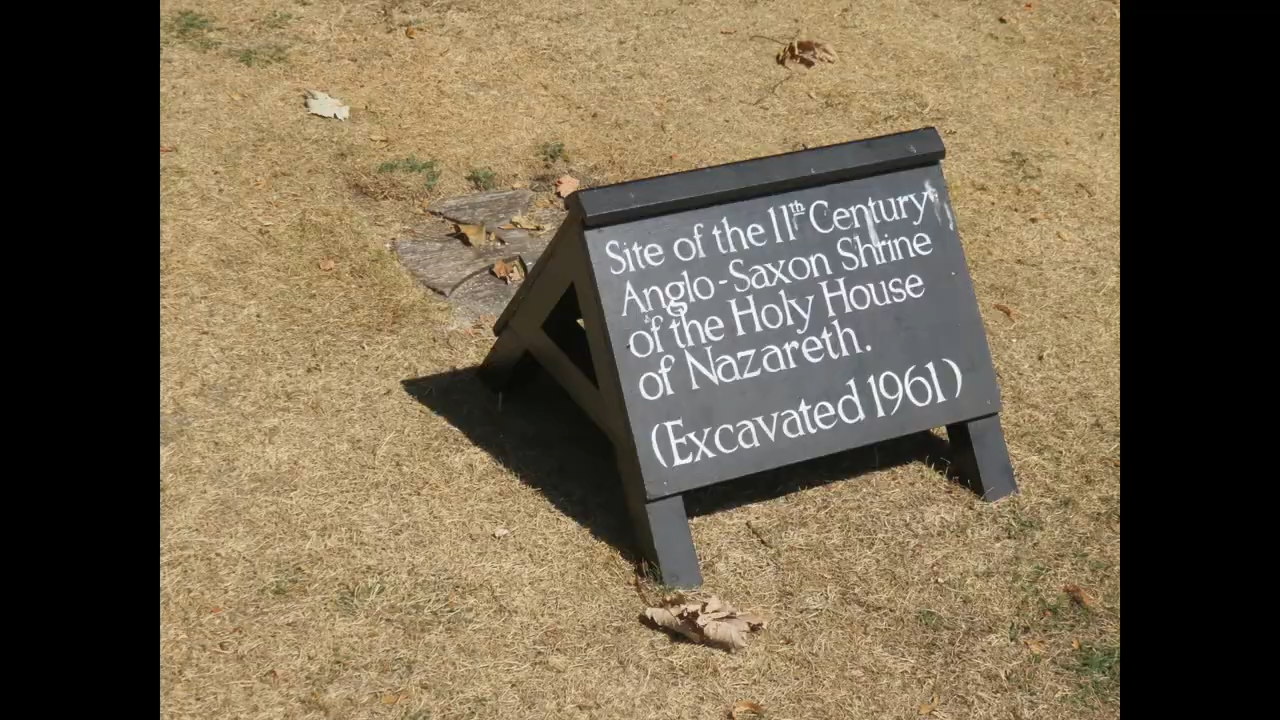 Site of the 11th Century
Anglo-Saxon Shrine
of the Holy House
of Nazareth.
(Excavated 1961)